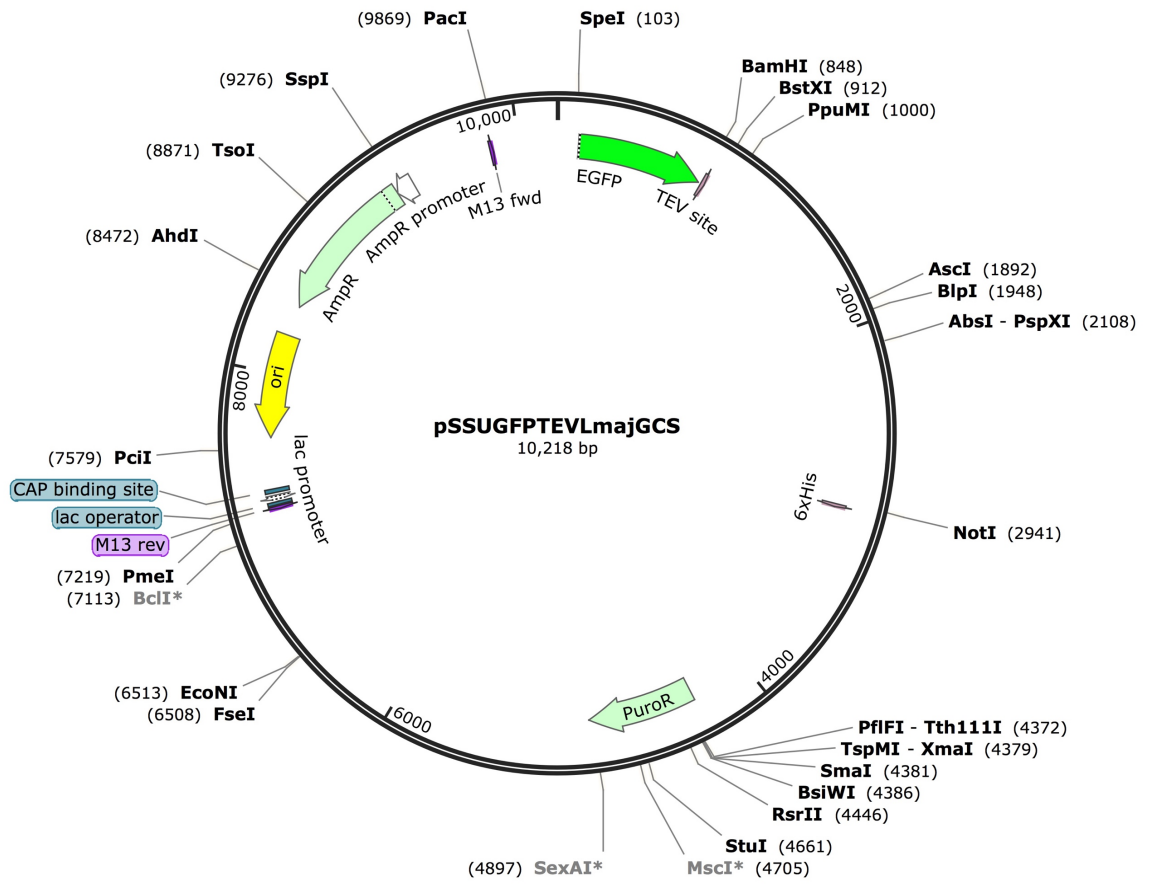 (9869) PacI
SpeI (103)
(9276) SspI
BamHI (848)
BstXI (912)
PpuMI (1000)
10,000
(8871) TsoI
EGFP
TEV site
M13 fwd
AmpR promoter
AmpR
(8472) AhdI
AscI (1892)
2000
BlpI (1948)
AbsI - PspXI (2108)
8000
ori
pSSUGFPTEVLmajGCS
10,218 bp
(7579) PciI
lac promoter
CAP binding site
lac operator
M13 rev
6xHis
NotI (2941)
(7219) PmeI
(7113) BclI*
4000
(6513) EcoNI
(6508) FseI
6000
PuroR
PflFI - Tth111I (4372)
TspMI - XmaI (4379)
SmaI (4381)
BsiWI (4386)
RsrII (4446)
StuI (4661)
(4897) SexAI*
MscI* (4705)